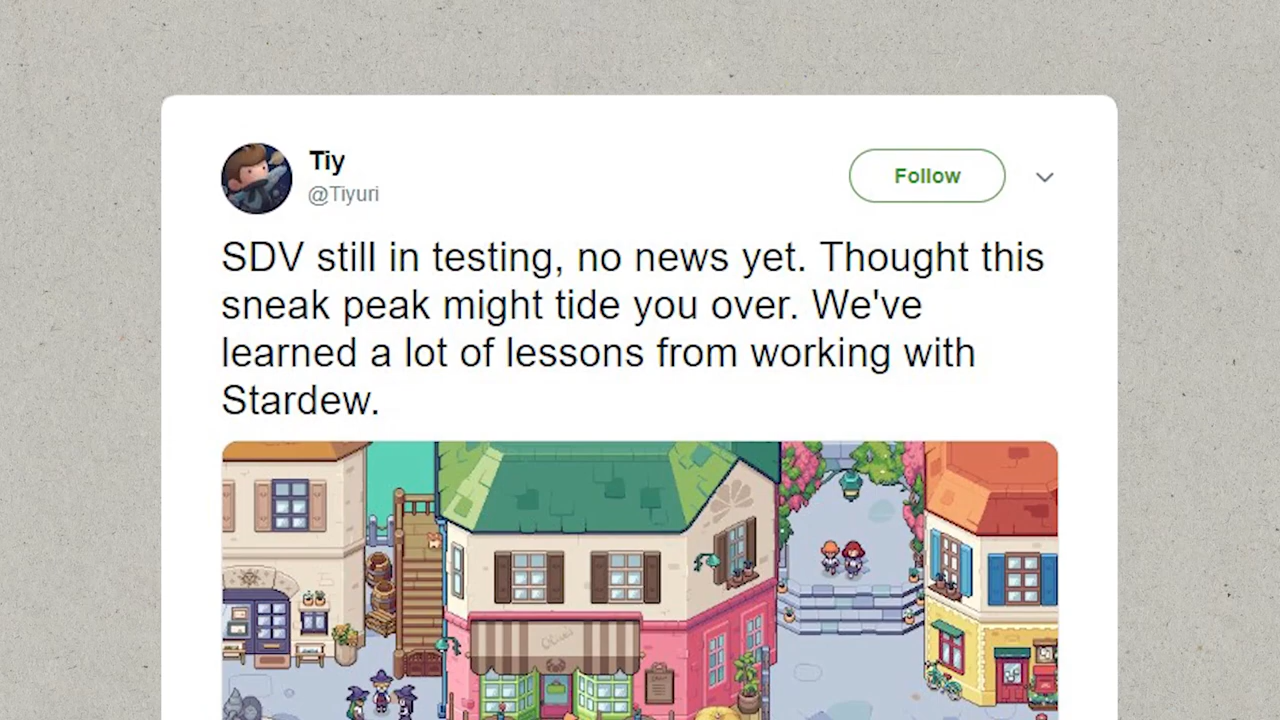 Tiy
@Tiyuri
Follow
SDV still in testing, no news yet. Thought this
sneak peak might tide you over. We've
learned a lot of lessons from working with
Stardew.